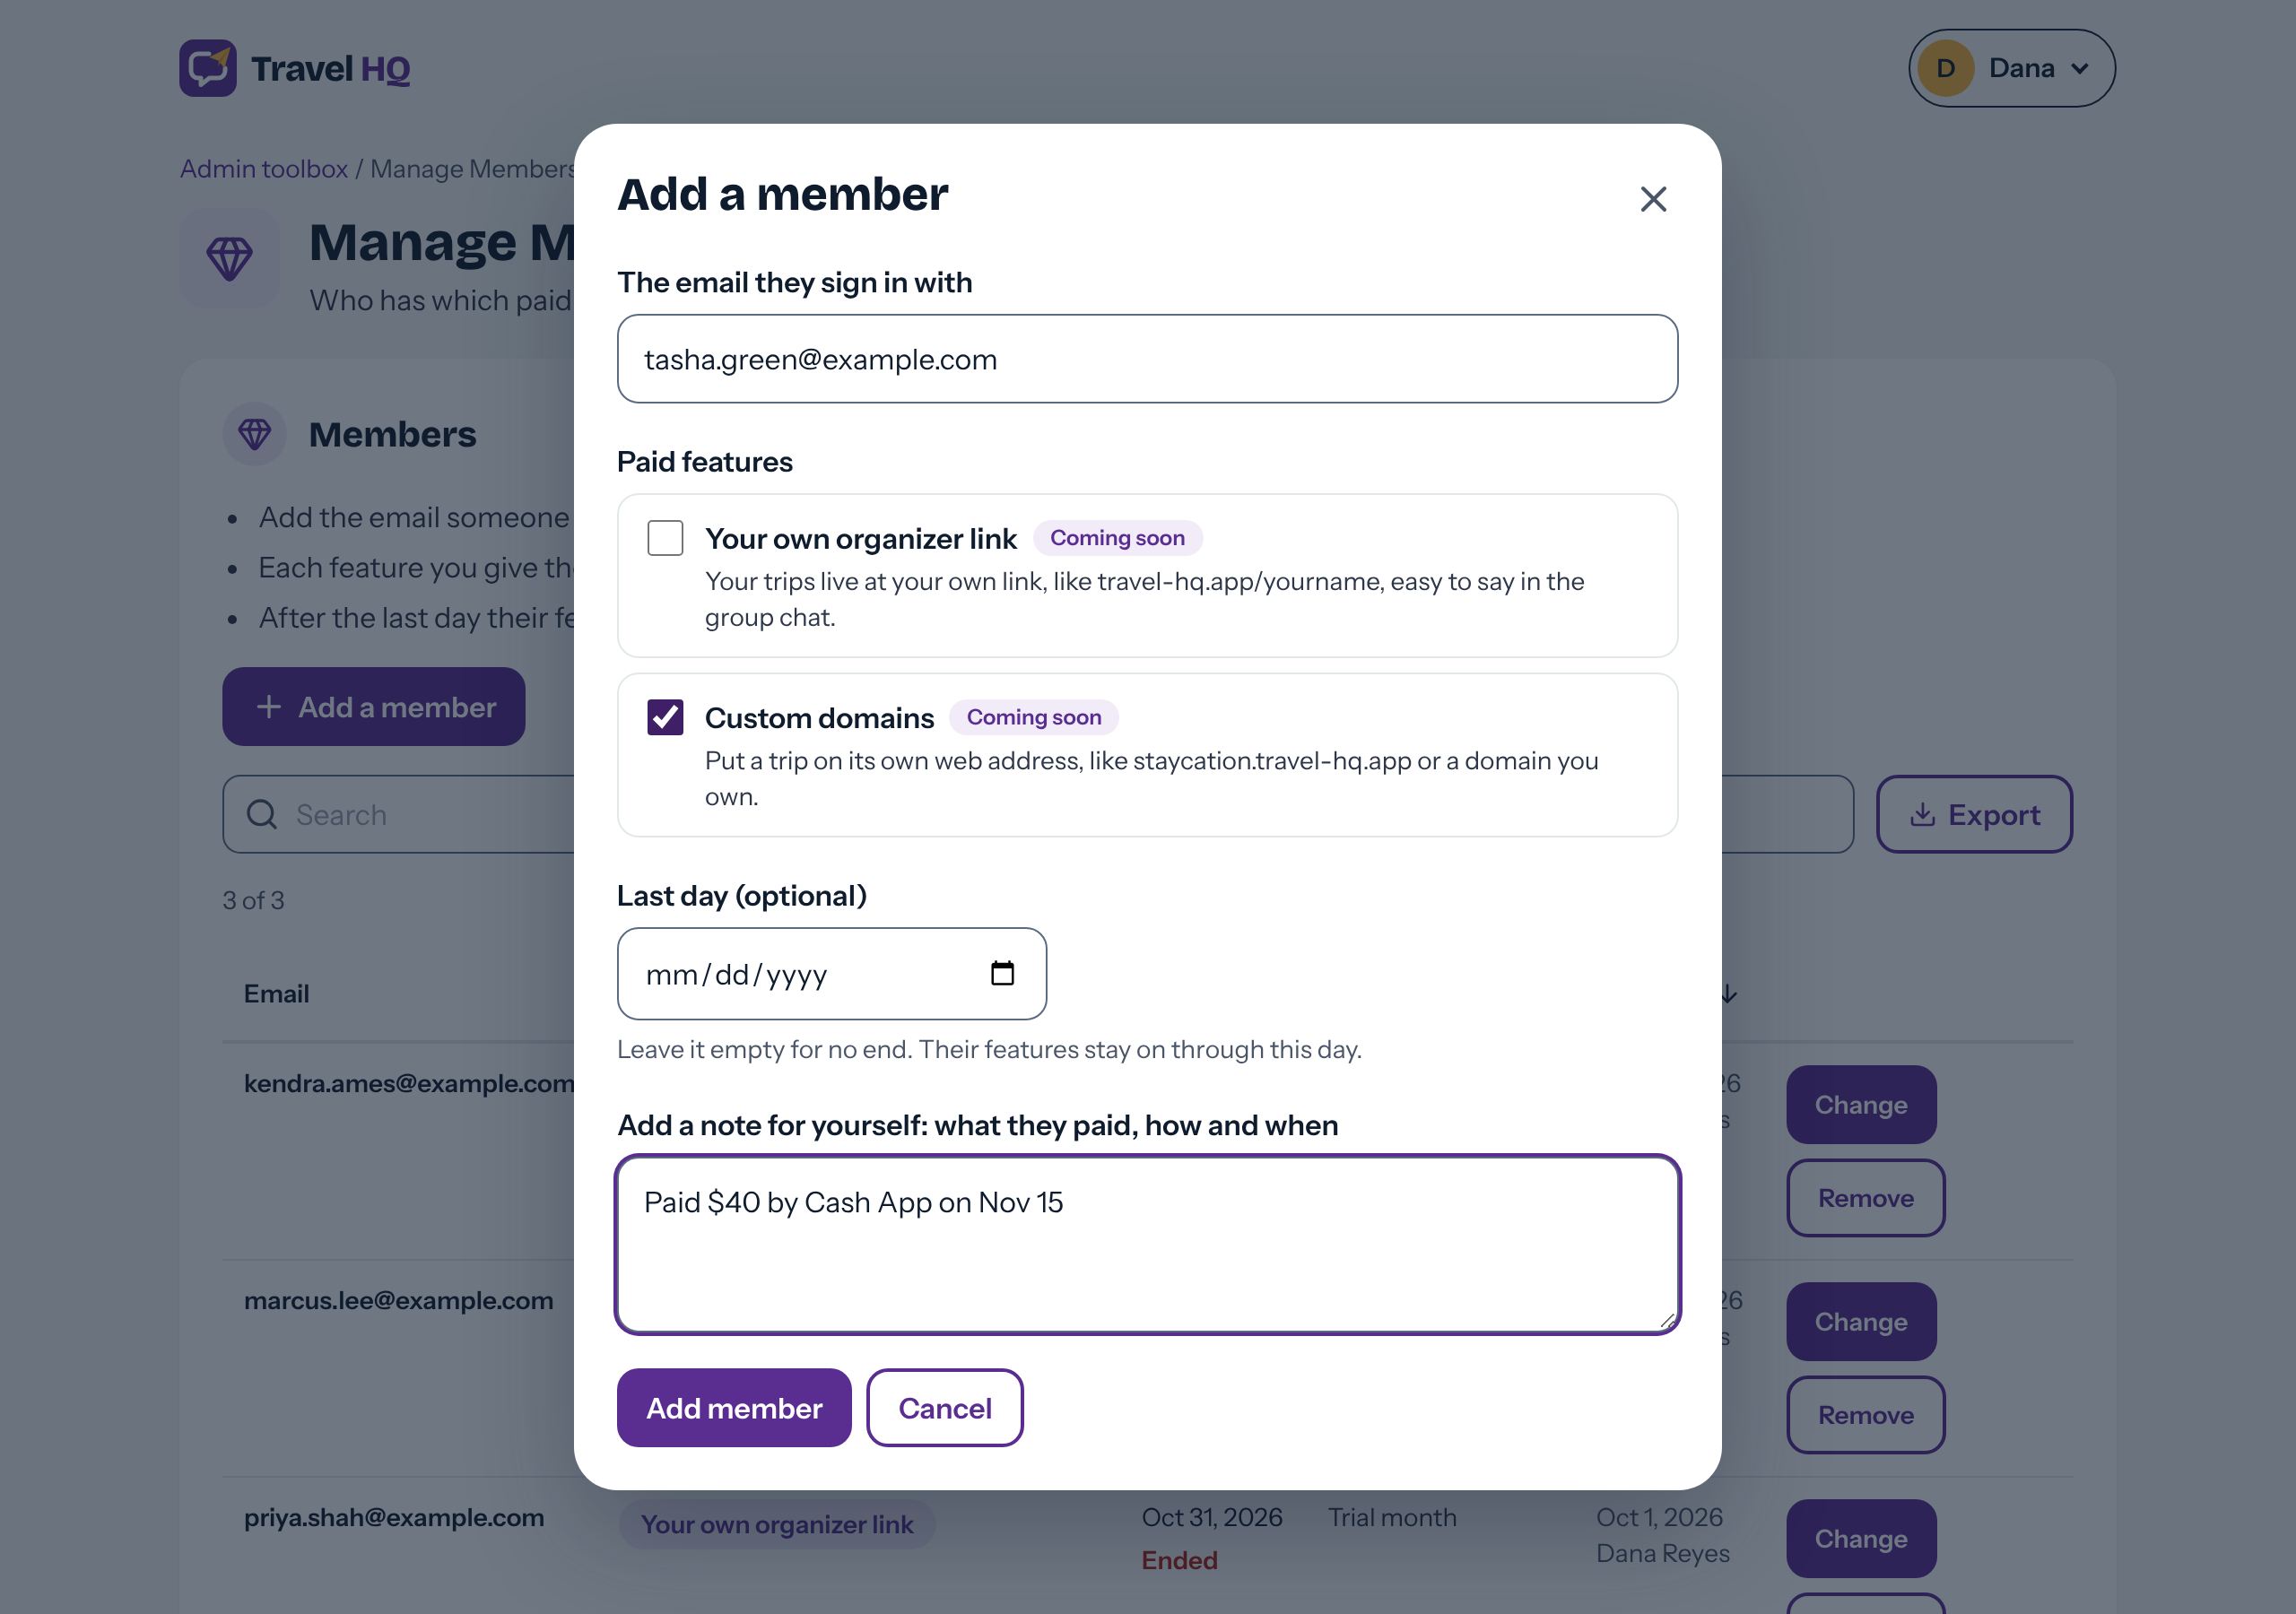 Travel HQ
D Dana
Admin toolbox / Manage Members
Manage M
Who has which paid
Members
Add the email someone
Each feature you give
After the last day their
Add a member
Search
Export
3 of 3
Email
kendra.ames@example.com
26
s
Change
Remove
marcus.lee@example.com
26
s
Change
Remove
priya.shah@example.com
Your own organizer link
Oct 31, 2026
Ended
Trial month
Oct 1, 2026
Dana Reyes
Change
Add a member
The email they sign in with
tasha.green@example.com
Paid features
Your own organizer link Coming soon
Your trips live at your own link, like travel-hq.app/yourname, easy to say in the
group chat.
Custom domains Coming soon
Put a trip on its own web address, like staycation.travel-hq.app or a domain you
own.
Last day (optional)
mm/dd/yyyy
Leave it empty for no end. Their features stay on through this day.
Add a note for yourself: what they paid, how and when
Paid $40 by Cash App on Nov 15
Add member
Cancel